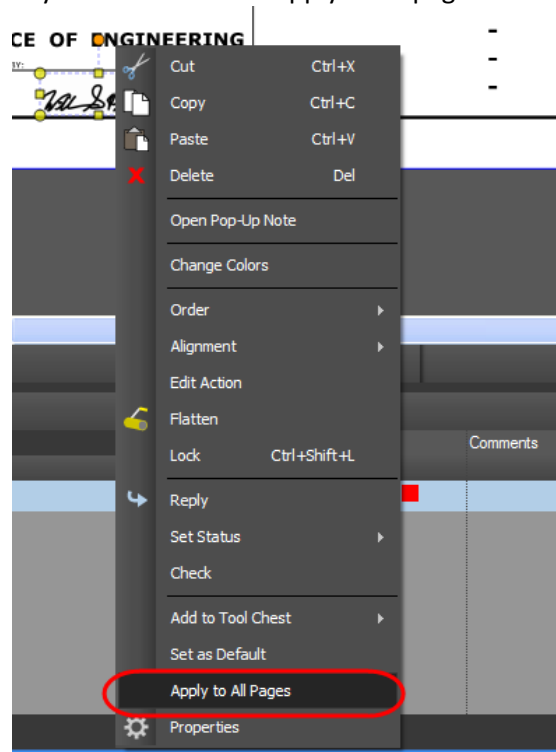 CE OF ENGINEERING
BY:
Cut Ctrl+X
Copy Ctrl+C
Paste Ctrl+V
Delete Del
Open Pop-Up Note
Change Colors
Order
Alignment
Edit Action
Flatten
Lock Ctrl+Shift+L
Comments
Reply
Set Status
Check
Add to Tool Chest
Set as Default
Apply to All Pages
Properties